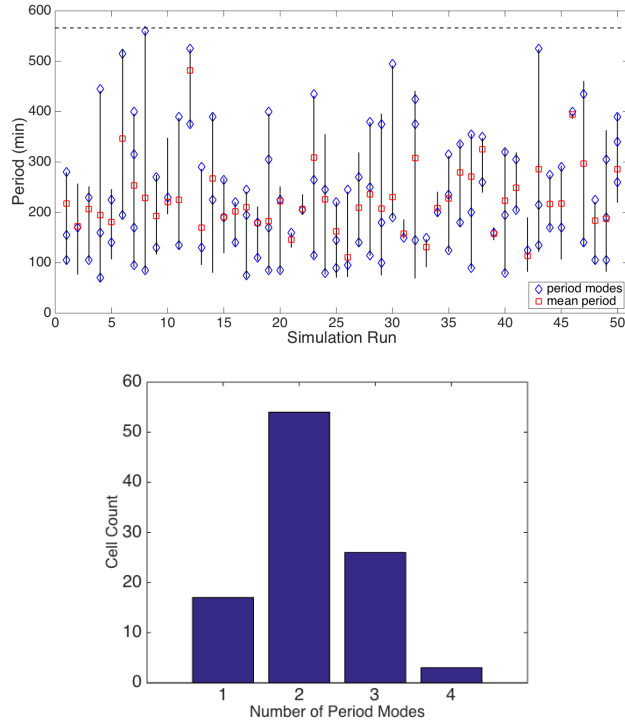 600
500
400
300
200
100
0
Period (min)
0 5 10 15 20 25 30 35 40 45 50
Simulation Run
period modes
mean period
60
50
40
30
20
10
0
Cell Count
1 2 3 4
Number of Period Modes